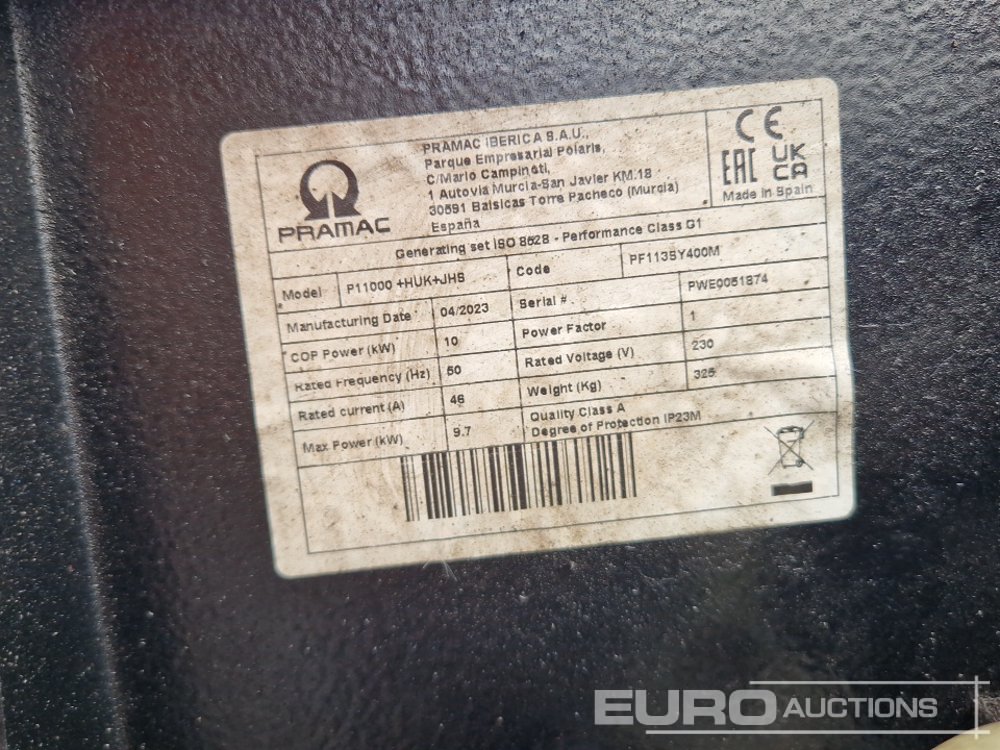 PRAMAC
PRAMAC IBERICA S.A.U.,
Parque Empresarial Polaris,
C/Mario Campinoti,
1 Autovia Murcia-San Javier KM.18
30591 Balsicas Torre Pacheco (Murcia)
España
CE
EAC UK CA
Made in Spain
Generating set ISO 8528 - Performance Class G1
Model P11000 +HUK+JHS Code PF113SY400M
Manufacturing Date 04/2023 Serial # PWE0051874
COP Power (kW) 10 Power Factor 1
Rated Frequency (Hz) 50 Rated Voltage (V) 230
Rated current (A) 46 Weight (Kg) 325
Max Power (kW) 9.7 Quality Class A
Degree of Protection IP23M
EURO AUCTIONS